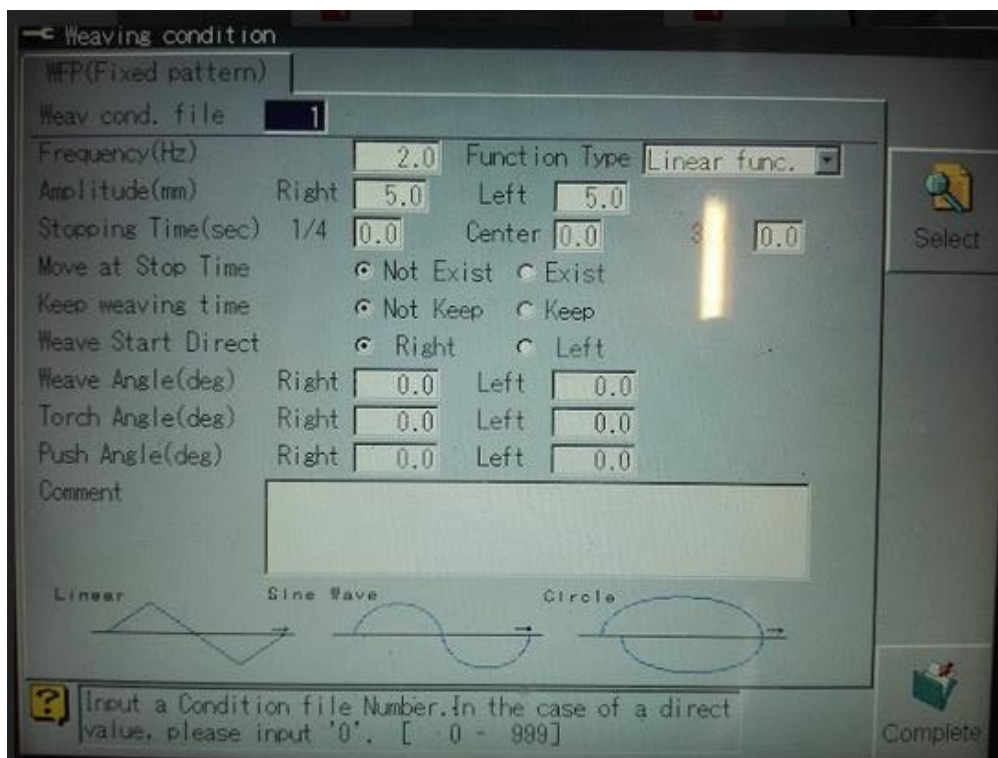 Weaving condition
WFP(Fixed pattern)
Weav cond. file 1
Frequency(Hz) 2.0 Function Type Linear func.
Amplitude(mm) Right 5.0 Left 5.0
Stopping Time(sec) 1/4 0.0 Center 0.0 0.0
Select
Move at Stop Time Not Exist Exist
Keep weaving time Not Keep Keep
Weave Start Direct Right Left
Weave Angle(deg) Right 0.0 Left 0.0
Torch Angle(deg) Right 0.0 Left 0.0
Push Angle(deg) Right 0.0 Left 0.0
Comment
Linear Sine Wave Circle
Input a Condition file Number.In the case of a direct
value, please input '0'. [ 0 - 999]
Complete